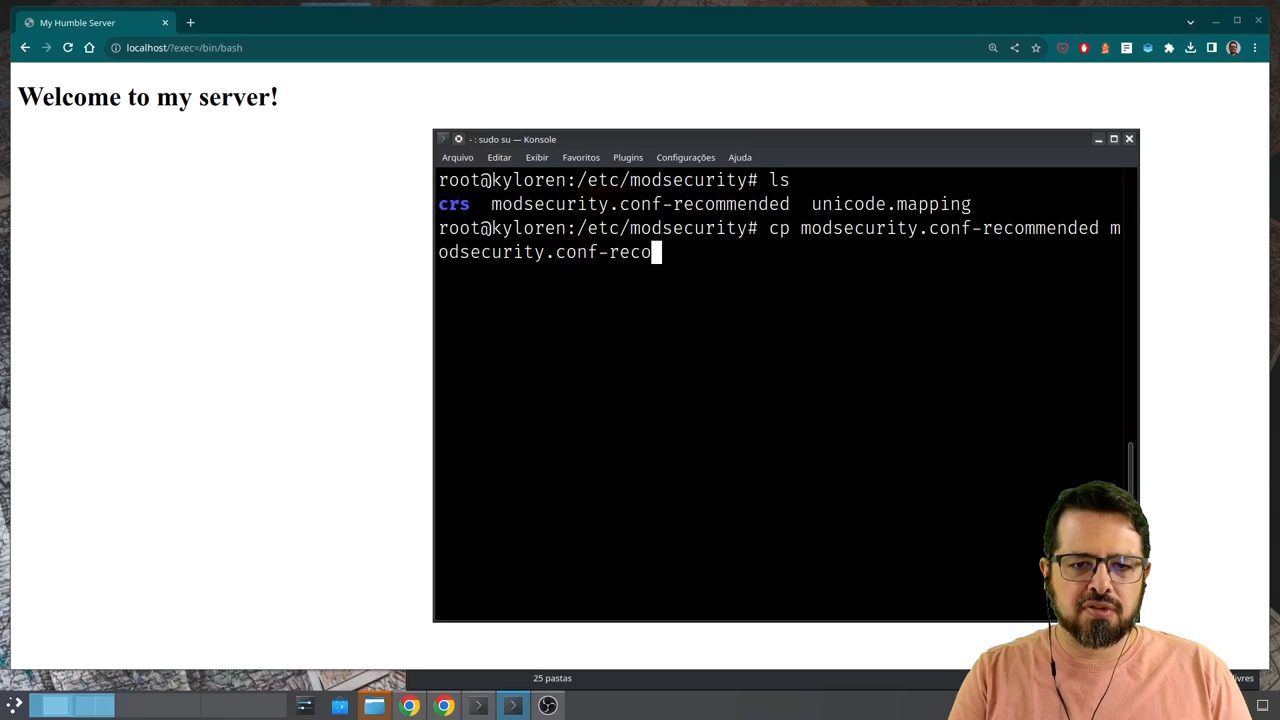 My Humble Server
localhost/?exec=/bin/bash
Welcome to my server!
- : sudo su — Konsole
Arquivo Editar Exibir Favoritos Plugins Configurações Ajuda
root@kyloren:/etc/modsecurity# ls
crs modsecurity.conf-recommended unicode.mapping
root@kyloren:/etc/modsecurity# cp modsecurity.conf-recommended m
odsecurity.conf-reco
25 pastas
livres